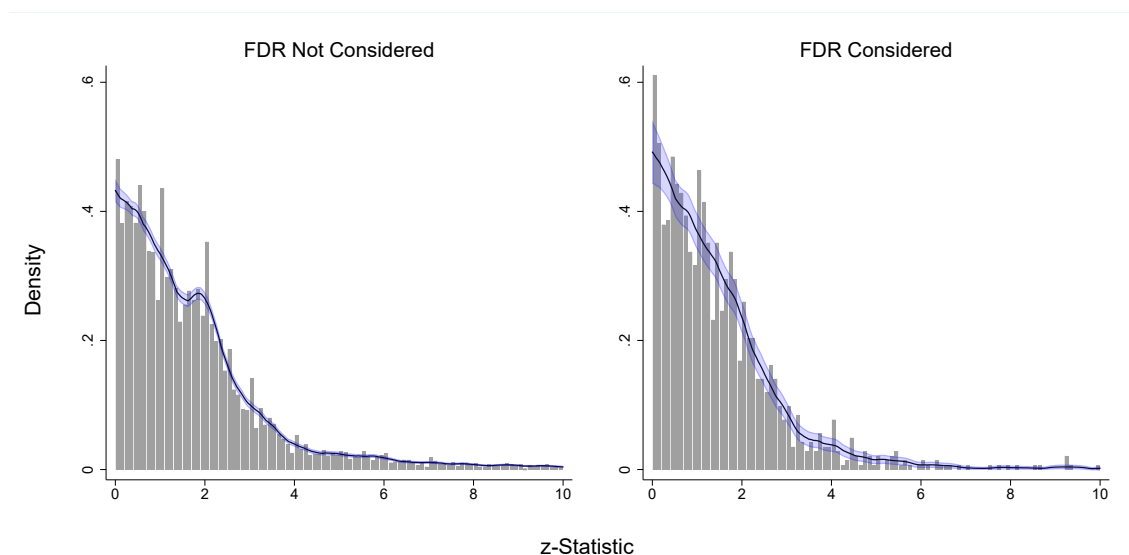 FDR Not Considered
FDR Considered
Density
.6
.4
.2
0
0 2 4 6 8 10
.6
.4
.2
0
0 2 4 6 8 10
z-Statistic